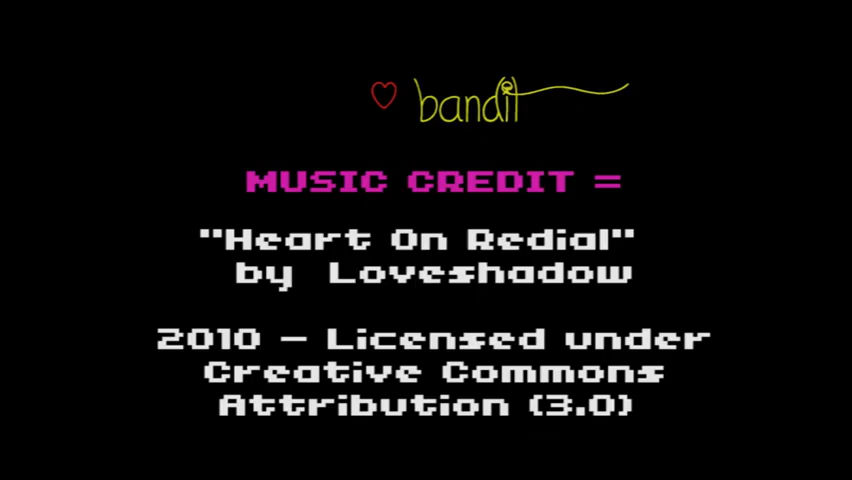 bandit
MUSIC CREDIT =
"Heart On Redial"
by Loveshadow
2010 - Licensed under
Creative Commons
Attribution (3.0)